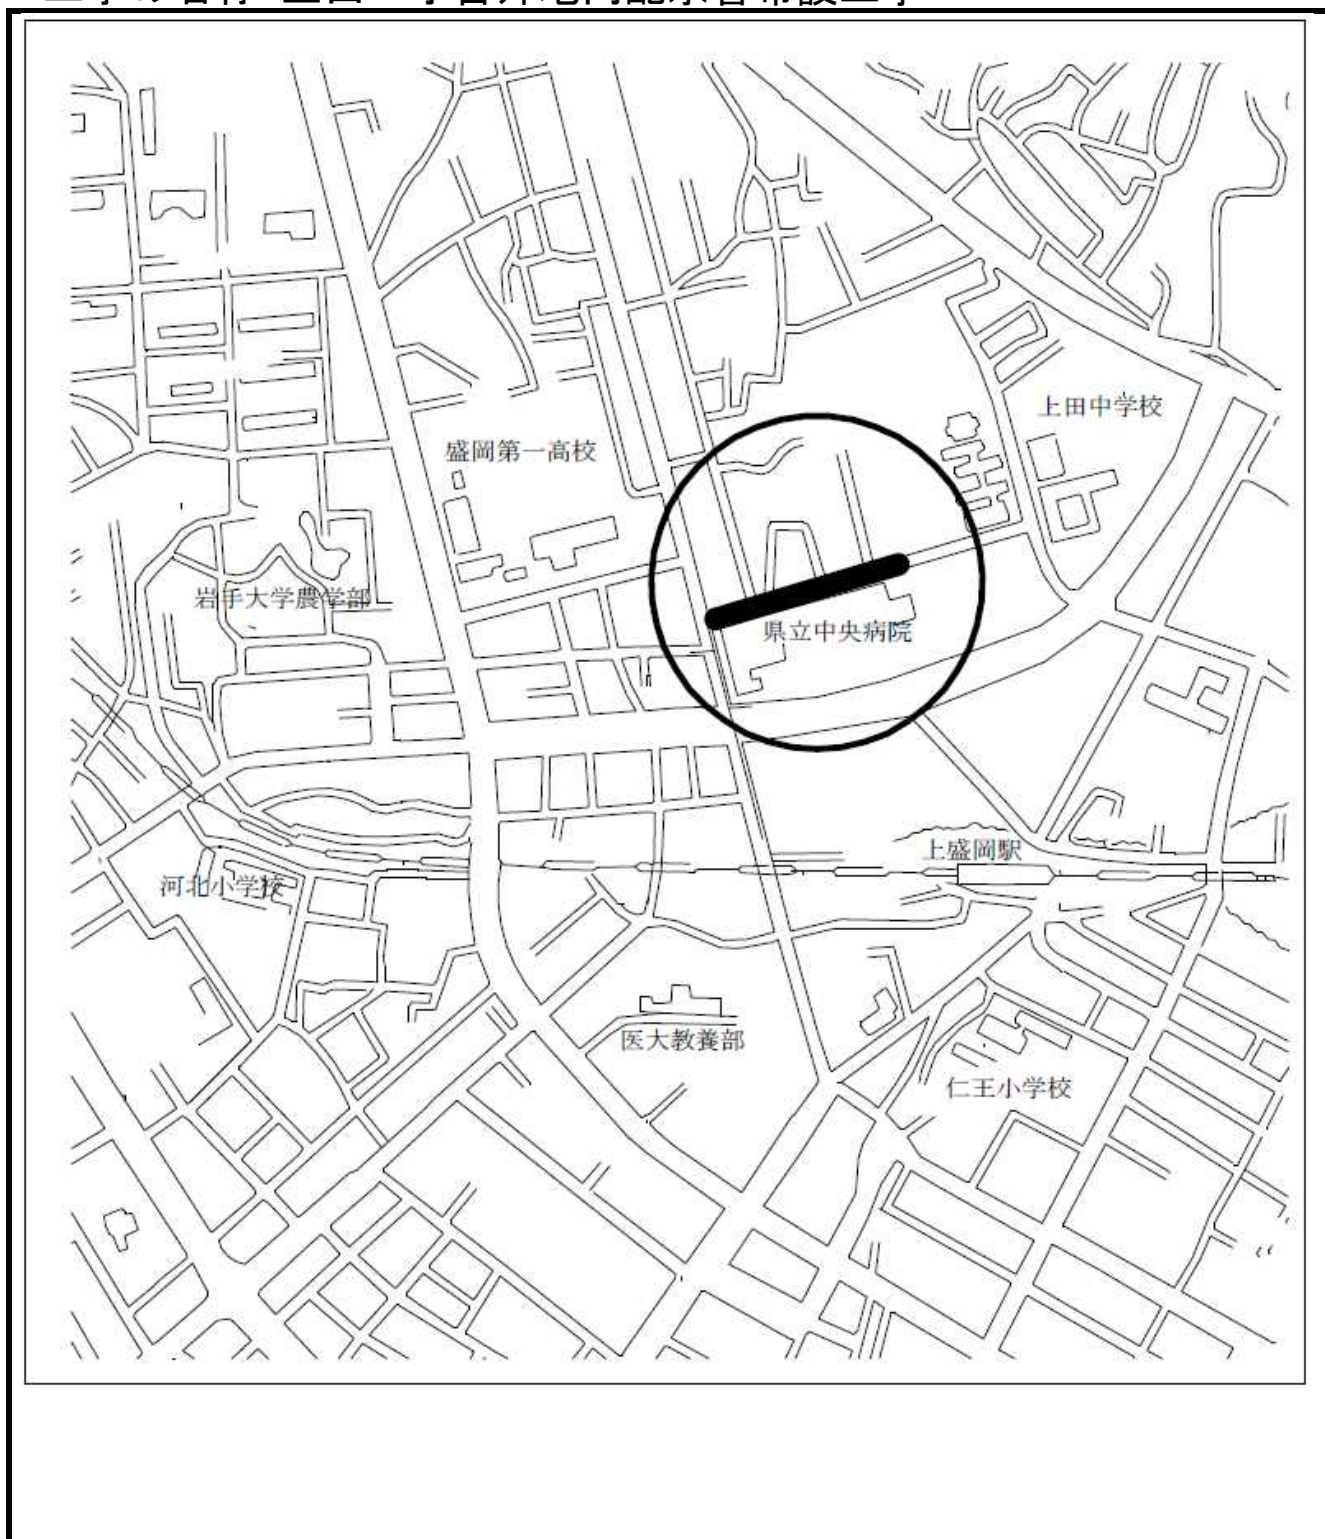 上田中学校
盛岡第一高校
岩手大学農学部
県立中央病院
上盛岡駅
河北小学校
医大教養部
仁王小学校